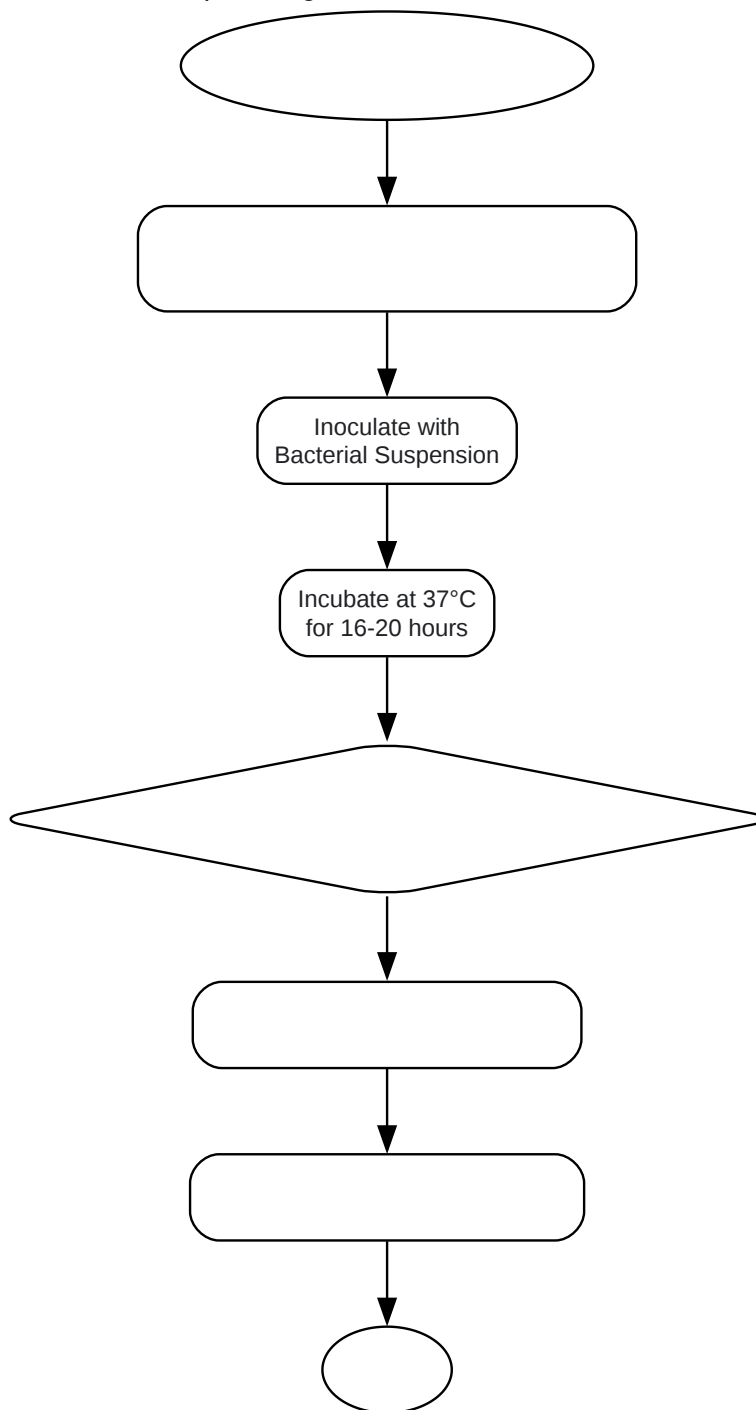 Inoculate with
Bacterial Suspension
Incubate at 37°C
for 16-20 hours